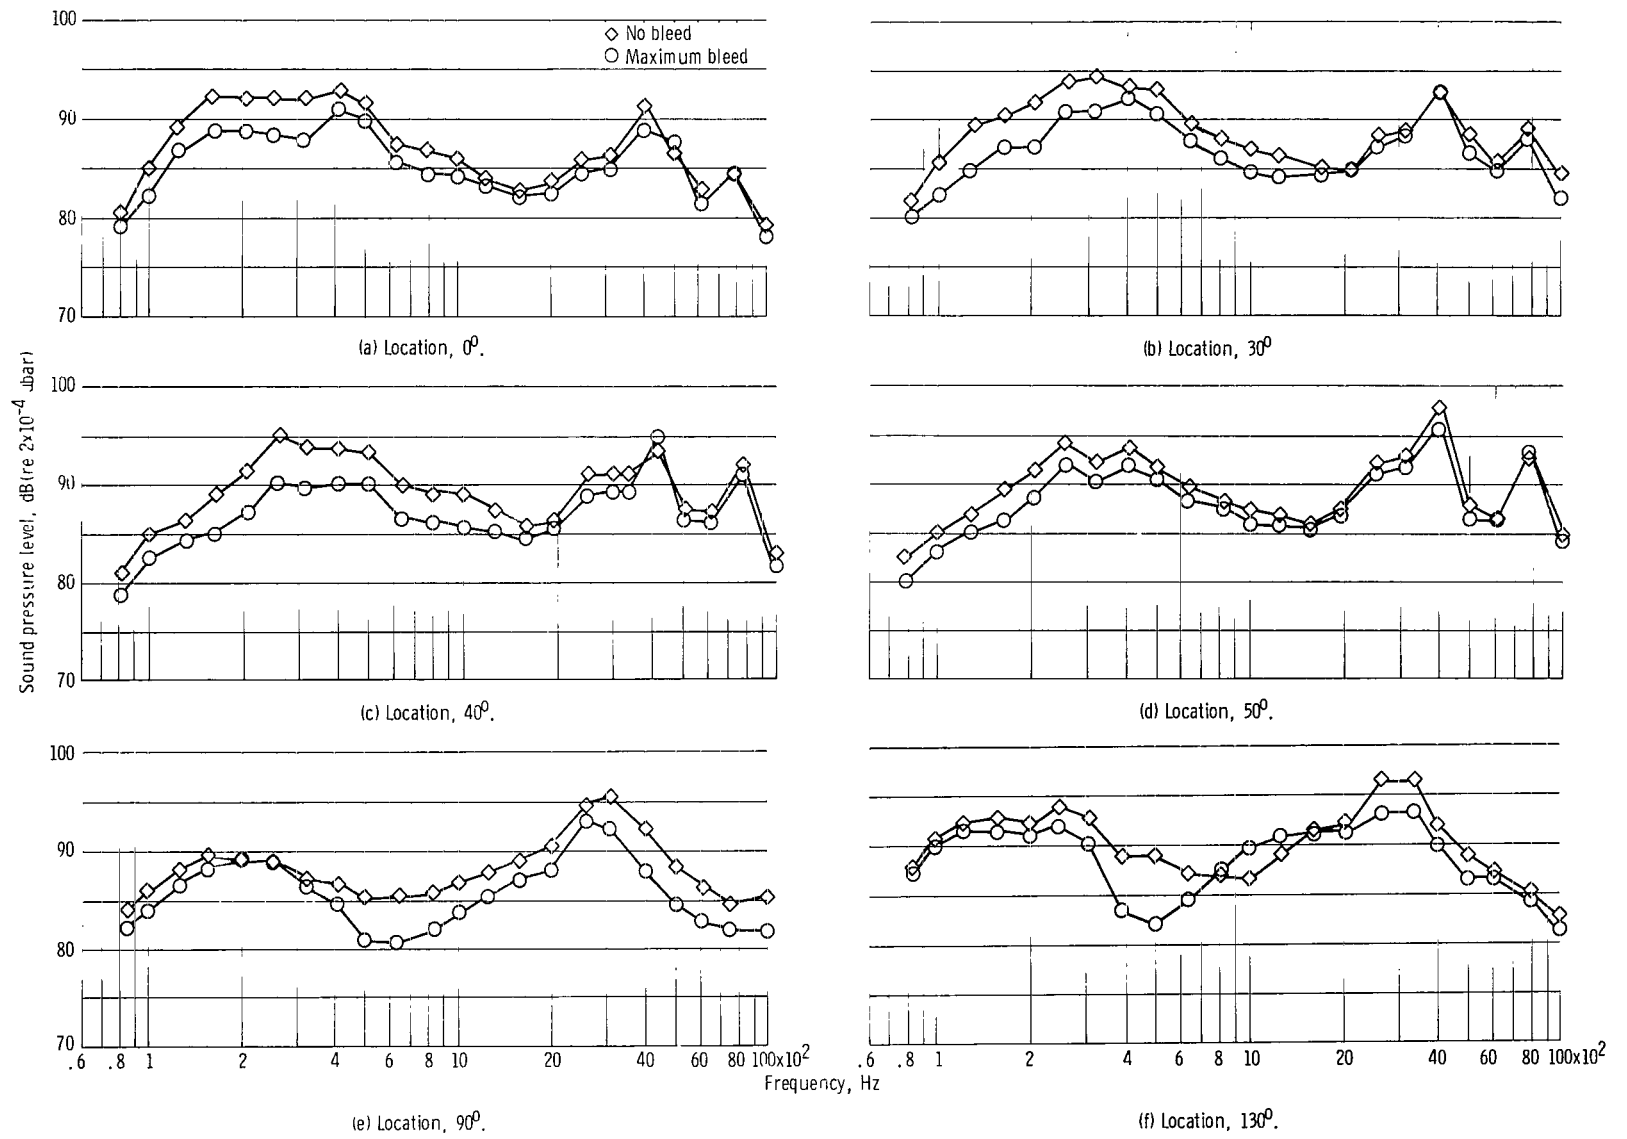 100
◇ No bleed
○ Maximum bleed
90
80
70
(a) Location, 0⁰.
(b) Location, 30⁰
Sound pressure level, dB (re 2x10⁻⁴ µbar)
100
90
80
70
(c) Location, 40⁰.
(d) Location, 50⁰.
100
90
80
70
.6 .8 1 2 4 6 8 10 20 40 60 80 100x10²
.6 .8 1 2 4 6 8 10 20 40 60 80 100x10²
Frequency, Hz
(e) Location, 90⁰.
(f) Location, 130⁰.